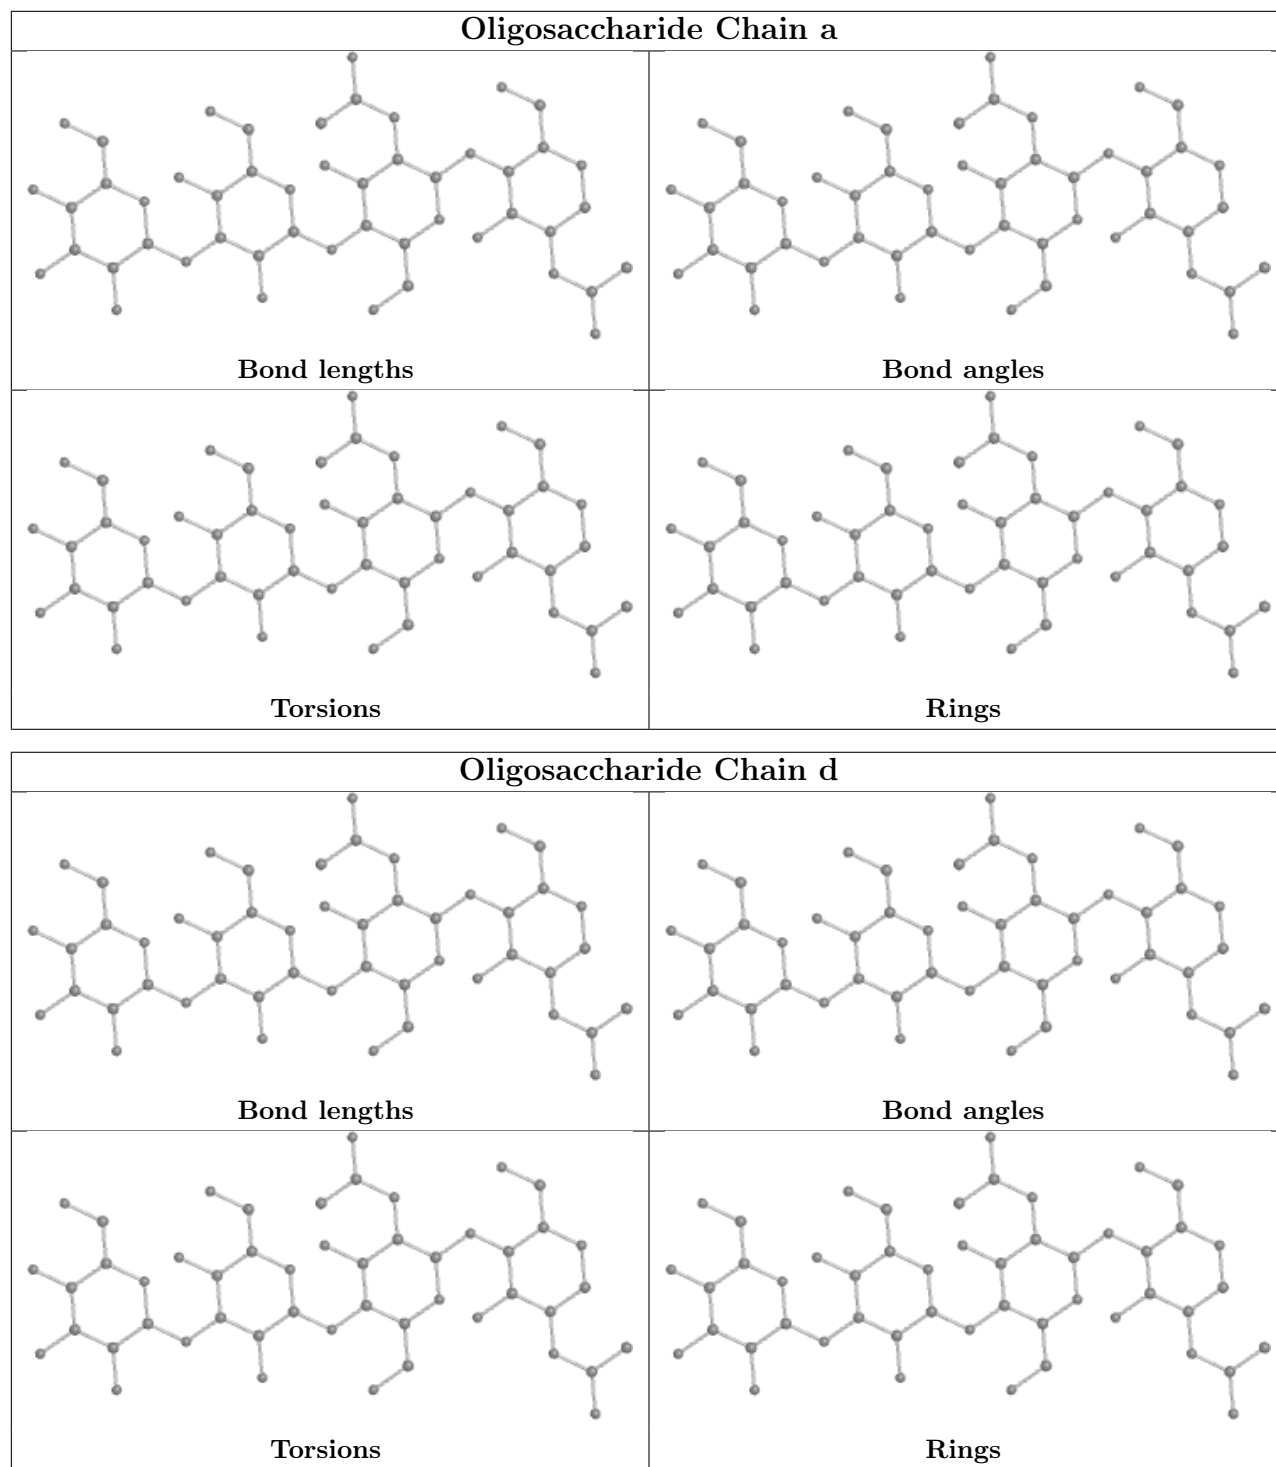 Oligosaccharide Chain a
Bond lengths
Bond angles
Torsions
Rings
Oligosaccharide Chain d
Bond lengths
Bond angles
Torsions
Rings